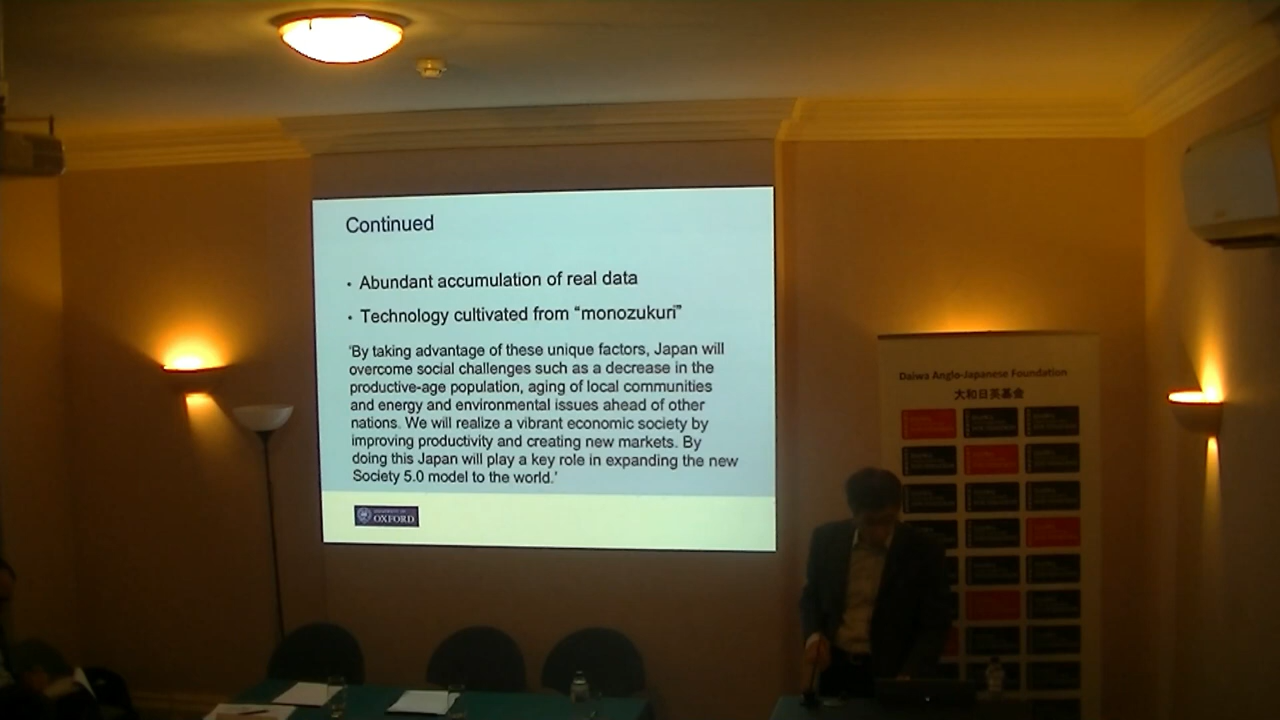 Continued
• Abundant accumulation of real data
• Technology cultivated from “monozukuri”
‘By taking advantage of these unique factors, Japan will
overcome social challenges such as a decrease in the
productive-age population, aging of local communities
and energy and environmental issues ahead of other
nations. We will realize a vibrant economic society by
improving productivity and creating new markets. By
doing this Japan will play a key role in expanding the new
Society 5.0 model to the world.’
UNIVERSITY OF
OXFORD
Daiwa Anglo-Japanese Foundation
大和日英基金